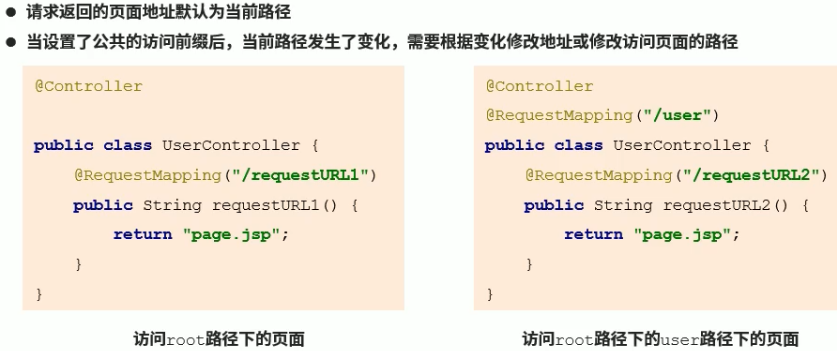 ● 请求返回的页面地址默认为当前路径
● 当设置了公共的访问前缀后，当前路径发生了变化，需要根据变化修改地址或修改访问页面的路径
@Controller
public class UserController {
    @RequestMapping("/requestURL1")
    public String requestURL1() {
        return "page.jsp";
    }
}
访问root路径下的页面
@Controller
@RequestMapping("/user")
public class UserController {
    @RequestMapping("/requestURL2")
    public String requestURL2() {
        return "page.jsp";
    }
}
访问root路径下的user路径下的页面